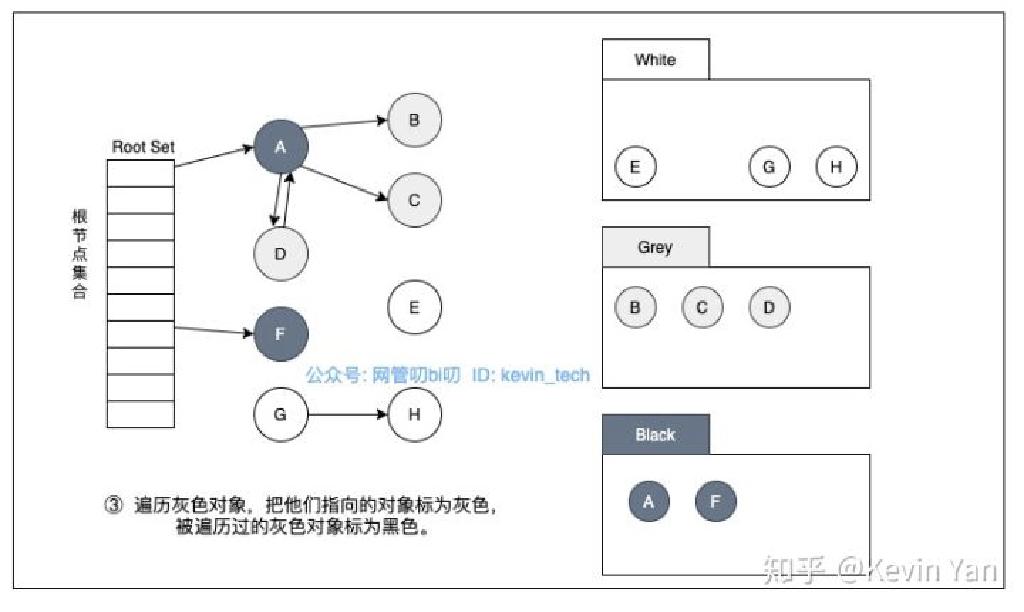 Root Set
根节点集合
A
B
C
D
E
F
G
H
公众号: 网管叨bi叨 ID: kevin_tech
③ 遍历灰色对象，把他们指向的对象标为灰色，
被遍历过的灰色对象标为黑色。
White
E
G
H
Grey
B
C
D
Black
A
F
知乎 @Kevin Yan